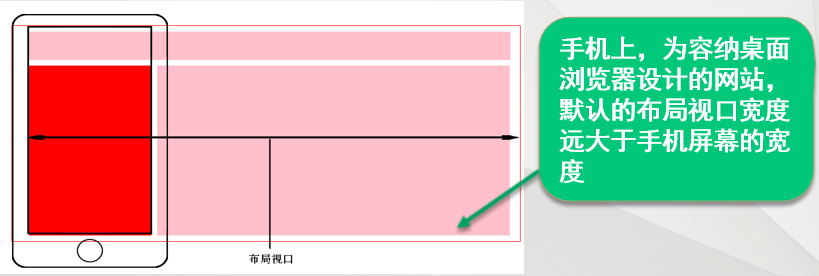 手机上，为容纳桌面
浏览器设计的网站，
默认的布局视口宽度
远大于手机屏幕的宽
度
布局视口